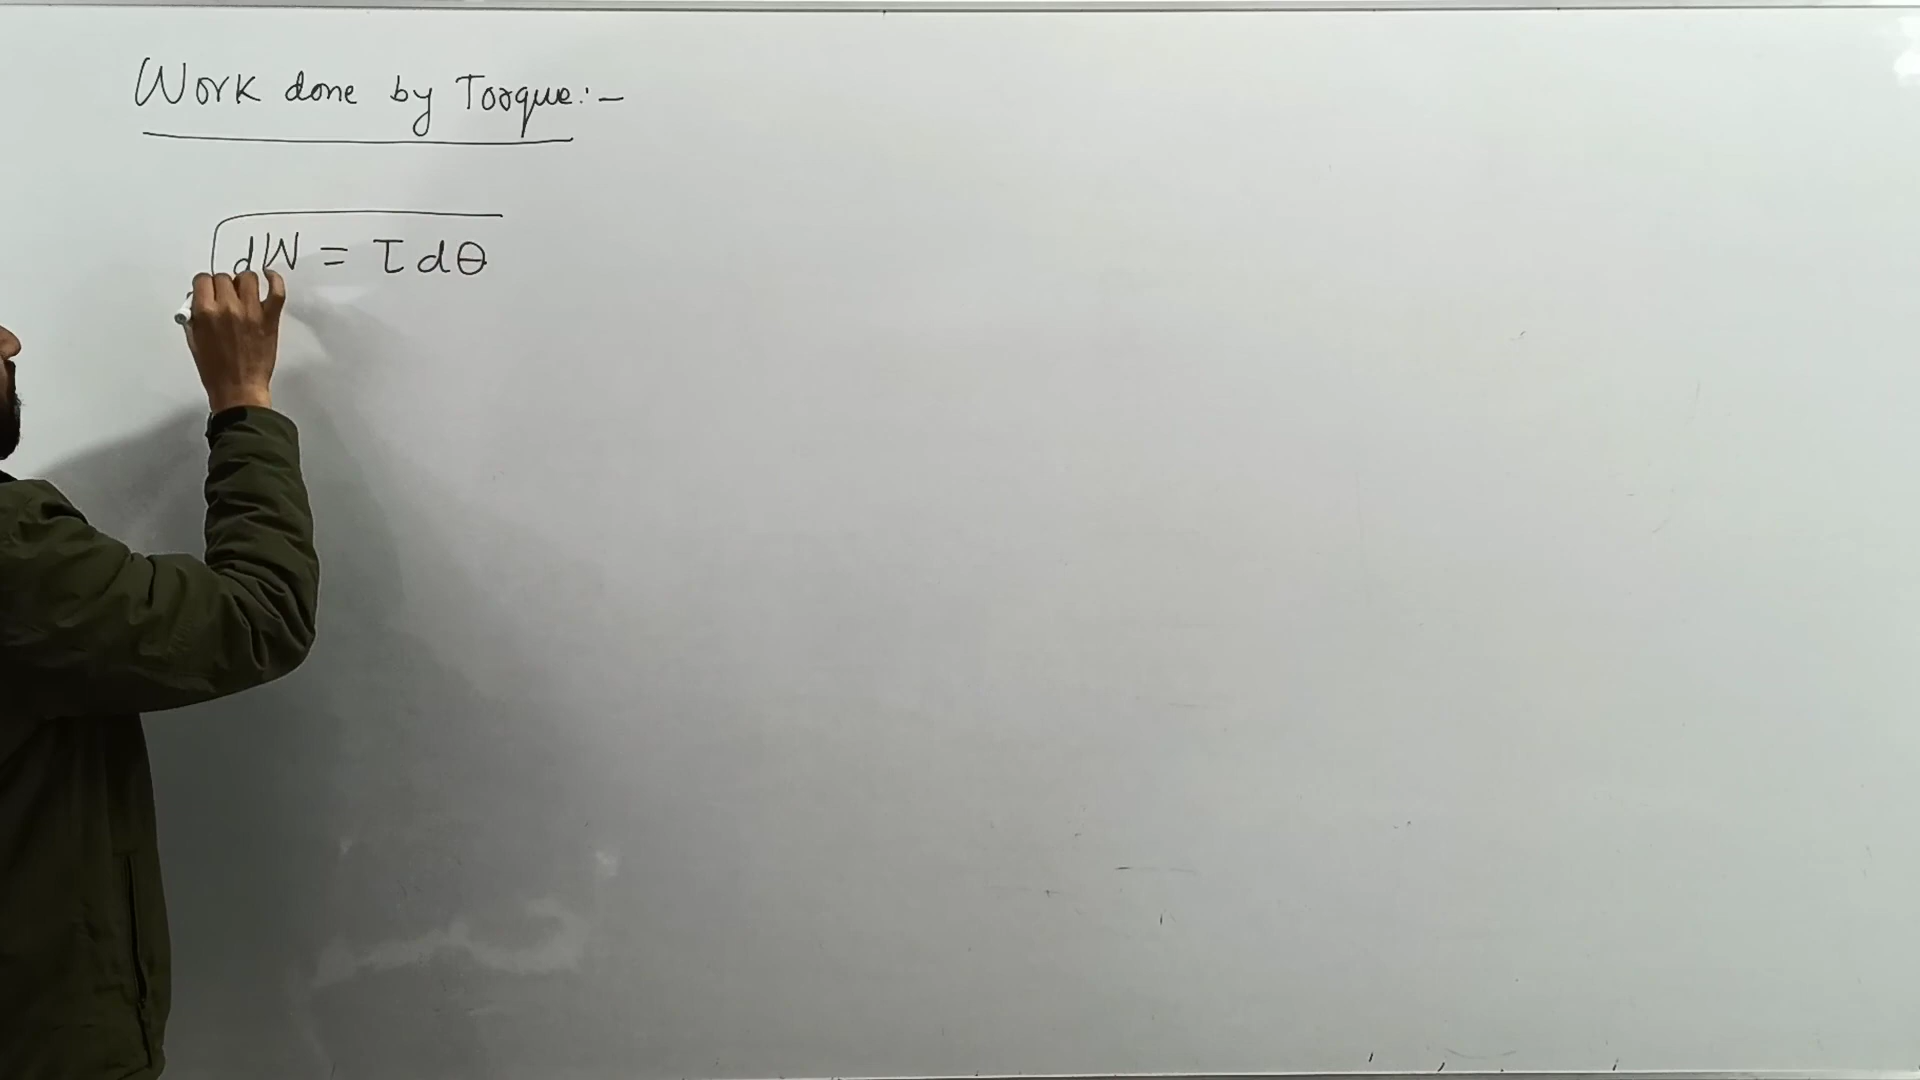 Work done by Torque:-
dW = τ dθ